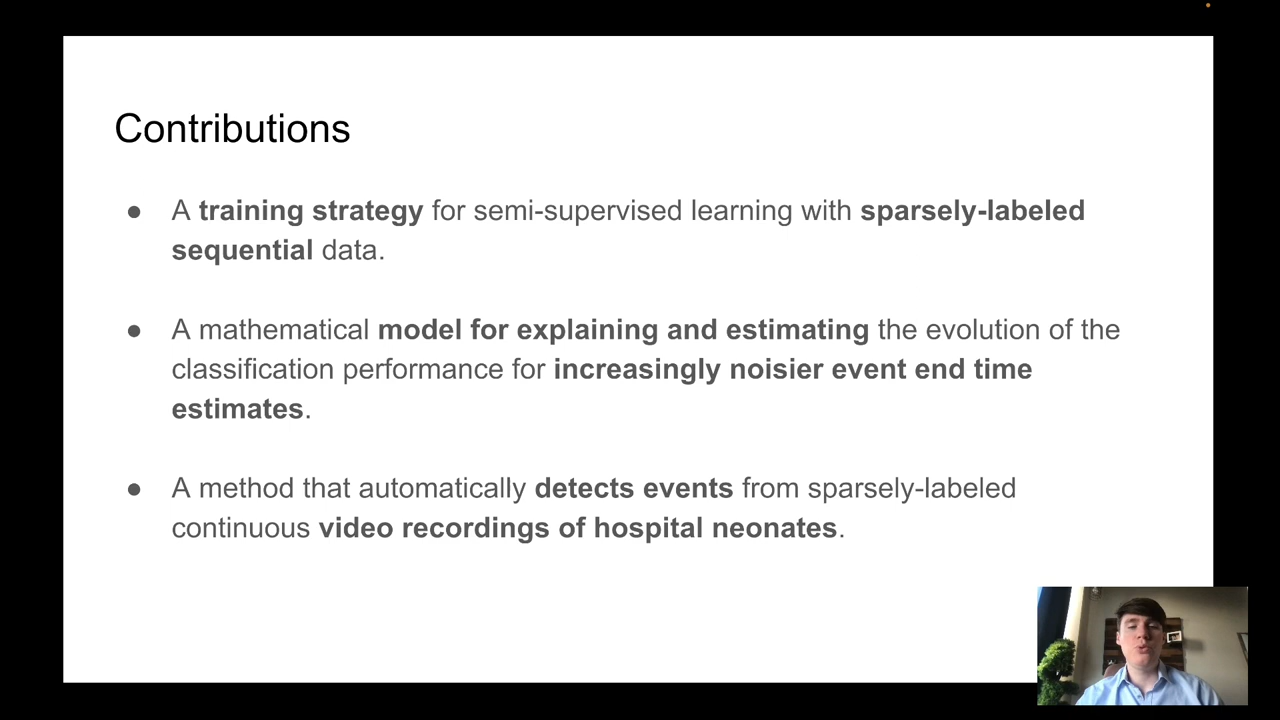 Contributions
● A training strategy for semi-supervised learning with sparsely-labeled
sequential data.
● A mathematical model for explaining and estimating the evolution of the
classification performance for increasingly noisier event end time
estimates.
● A method that automatically detects events from sparsely-labeled
continuous video recordings of hospital neonates.